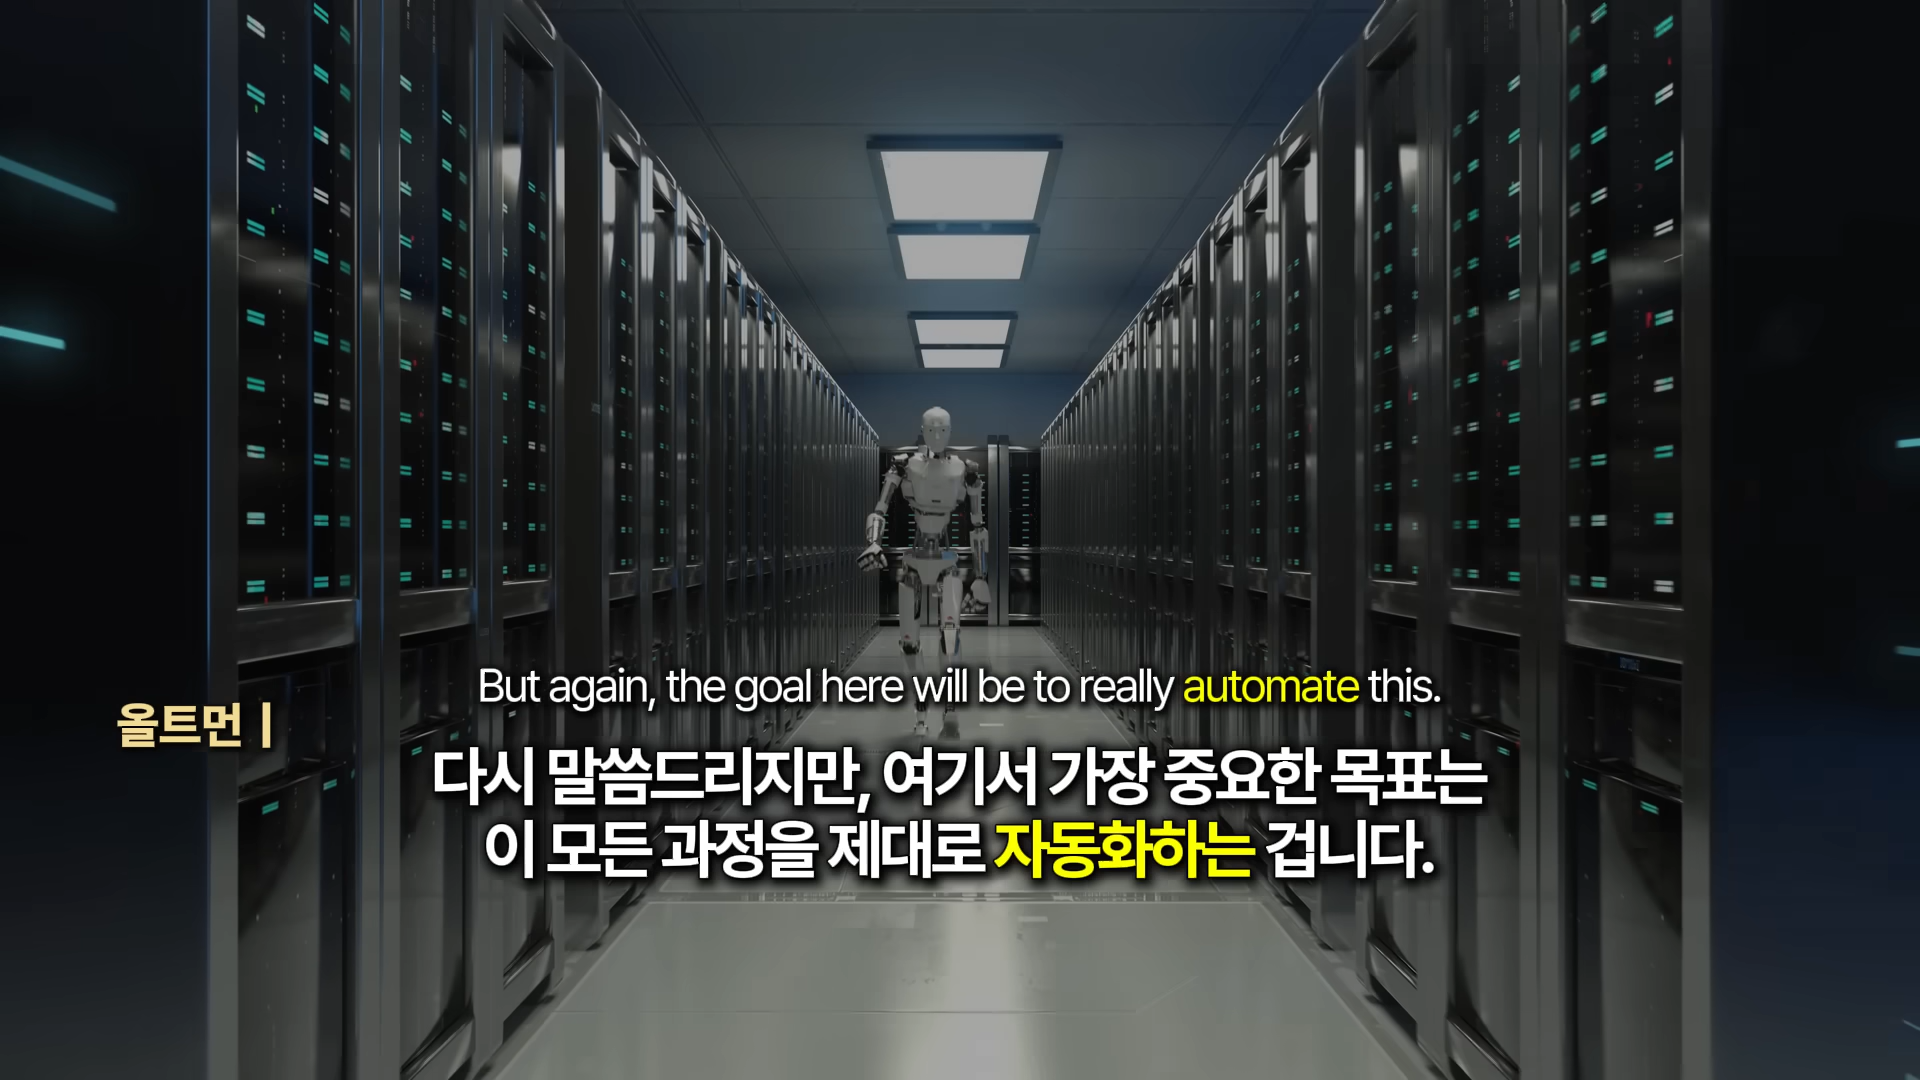 But again, the goal here will be to really automate this.
올트먼 |
다시 말씀드리지만, 여기서 가장 중요한 목표는
이 모든 과정을 제대로 자동화하는 겁니다.